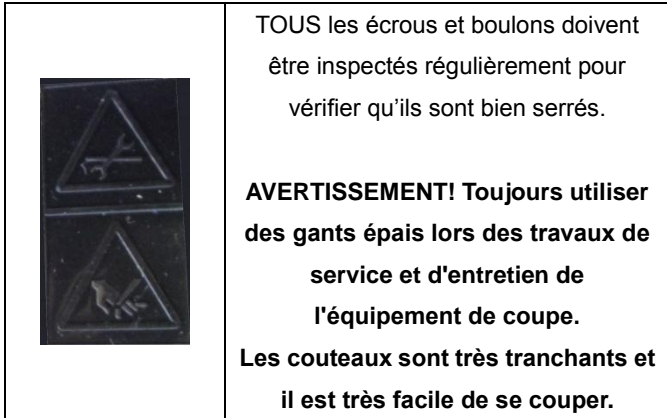 TOUS les écrous et boulons doivent
être inspectés régulièrement pour
vérifier qu’ils sont bien serrés.
AVERTISSEMENT! Toujours utiliser
des gants épais lors des travaux de
service et d'entretien de
l'équipement de coupe.
Les couteaux sont très tranchants et
il est très facile de se couper.